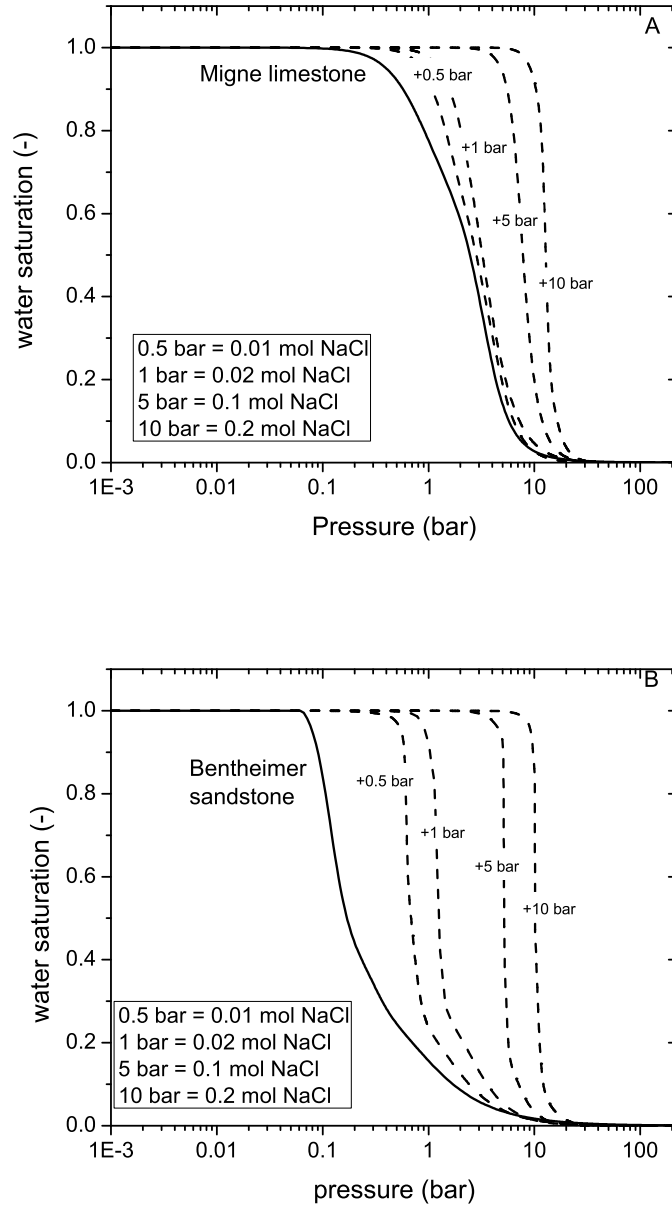 A
1.0
0.8
0.6
0.4
0.2
0.0
water saturation (-)
Migne limestone
+0.5 bar
+1 bar
+5 bar
+10 bar
0.5 bar = 0.01 mol NaCl
1 bar = 0.02 mol NaCl
5 bar = 0.1 mol NaCl
10 bar = 0.2 mol NaCl
1E-3 0.01 0.1 1 10 100
Pressure (bar)
B
1.0
0.8
0.6
0.4
0.2
0.0
water saturation (-)
Bentheimer
sandstone
+0.5 bar
+1 bar
+5 bar
+10 bar
0.5 bar = 0.01 mol NaCl
1 bar = 0.02 mol NaCl
5 bar = 0.1 mol NaCl
10 bar = 0.2 mol NaCl
1E-3 0.01 0.1 1 10 100
pressure (bar)